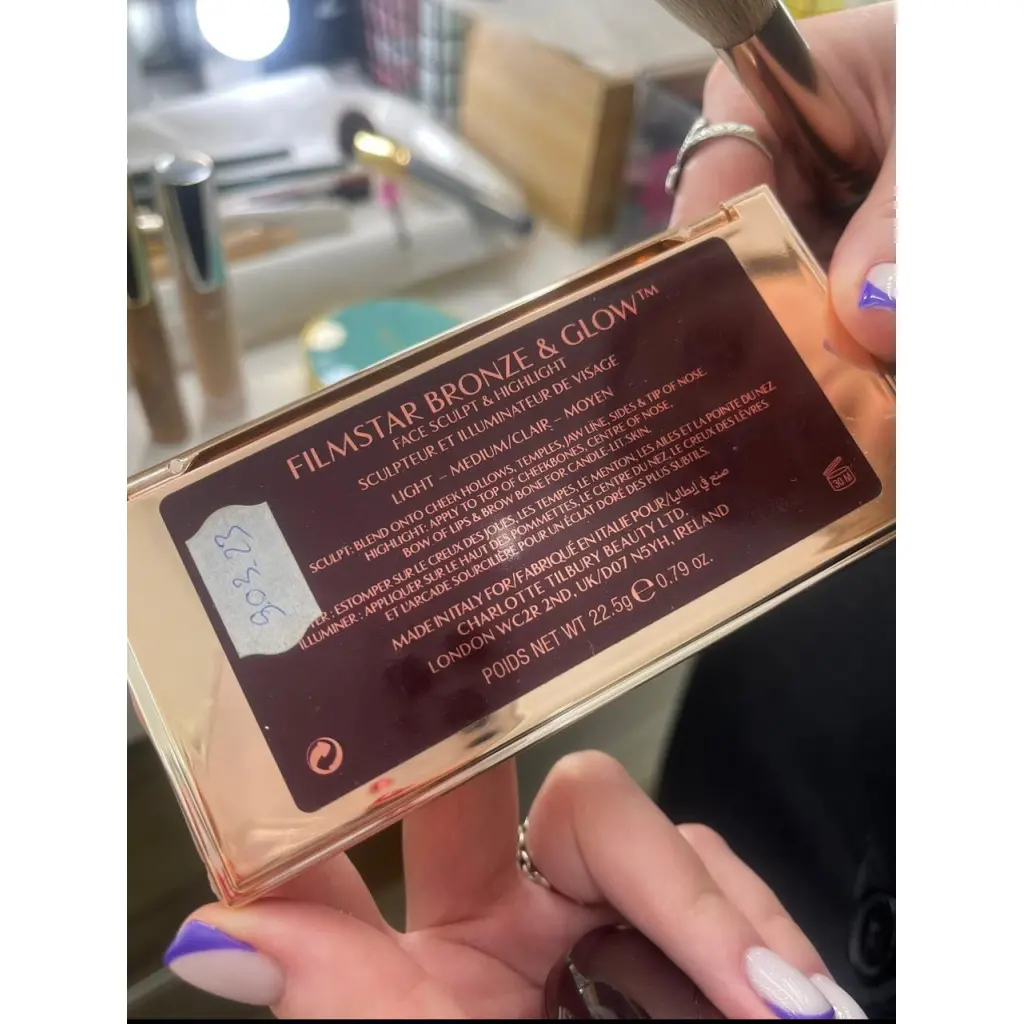 FILMSTAR BRONZE & GLOW™
FACE SCULPT & HIGHLIGHT
SCULPTEUR ET ILLUMINATEUR DE VISAGE
LIGHT – MEDIUM/CLAIR – MOYEN
SCULPT: BLEND ONTO CHEEK HOLLOWS, TEMPLES, JAW LINE, SIDES & TIP OF NOSE.
HIGHLIGHT: APPLY TO TOP OF CHEEKBONES, CENTRE OF NOSE,
BOW OF LIPS & BROW BONE FOR CANDLE-LIT SKIN.
: ESTOMPER SUR LE CREUX DES JOUES, LES TEMPES, LE MENTON, LES AILES ET LA POINTE DU NEZ
ILLUMINER : APPLIQUER SUR LE HAUT DES POMMETTES, LE CENTRE DU NEZ, LE CREUX DES LÈVRES
ET L'ARCADE SOURCILIÈRE POUR UN ÉCLAT DORÉ DES PLUS SUBTILS.
MADE IN ITALY FOR/FABRIQUÉ EN ITALIE POUR/صنع في إيطاليا
CHARLOTTE TILBURY BEAUTY LTD.
LONDON WC2R 2ND, UK/D07 N5YH, IRELAND
POIDS NET WT 22.5g ℮ 0.79 OZ.
30 M